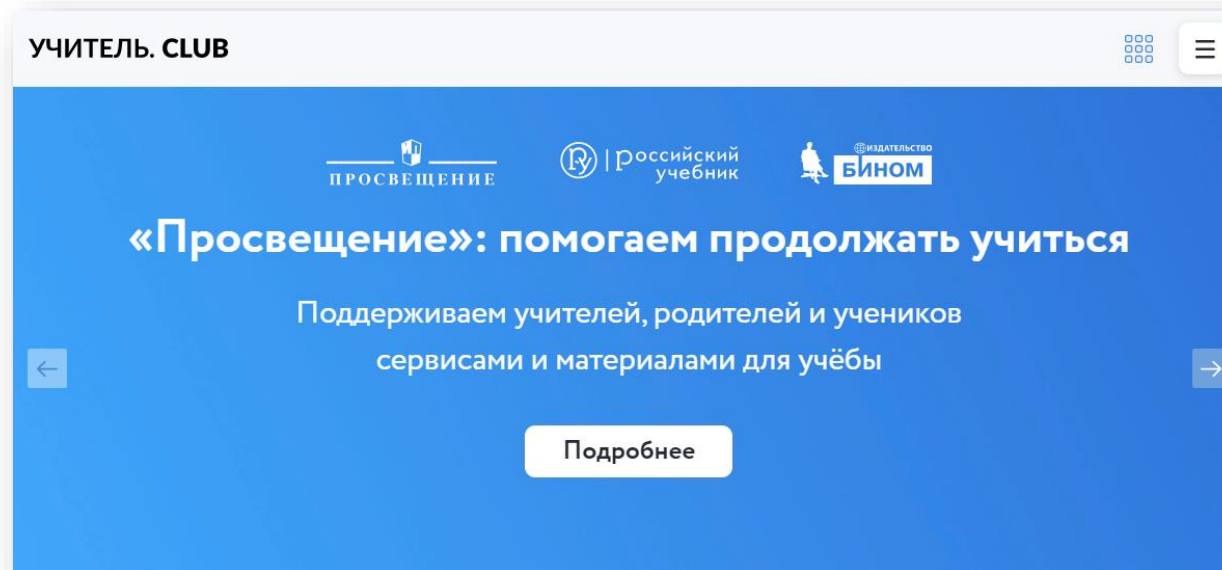 УЧИТЕЛЬ. CLUB
ПРОСВЕЩЕНИЕ
российский
учебник
ИЗДАТЕЛЬСТВО
БИНОМ
«Просвещение»: помогаем продолжать учиться
Поддерживаем учителей, родителей и учеников
сервисами и материалами для учёбы
Подробнее